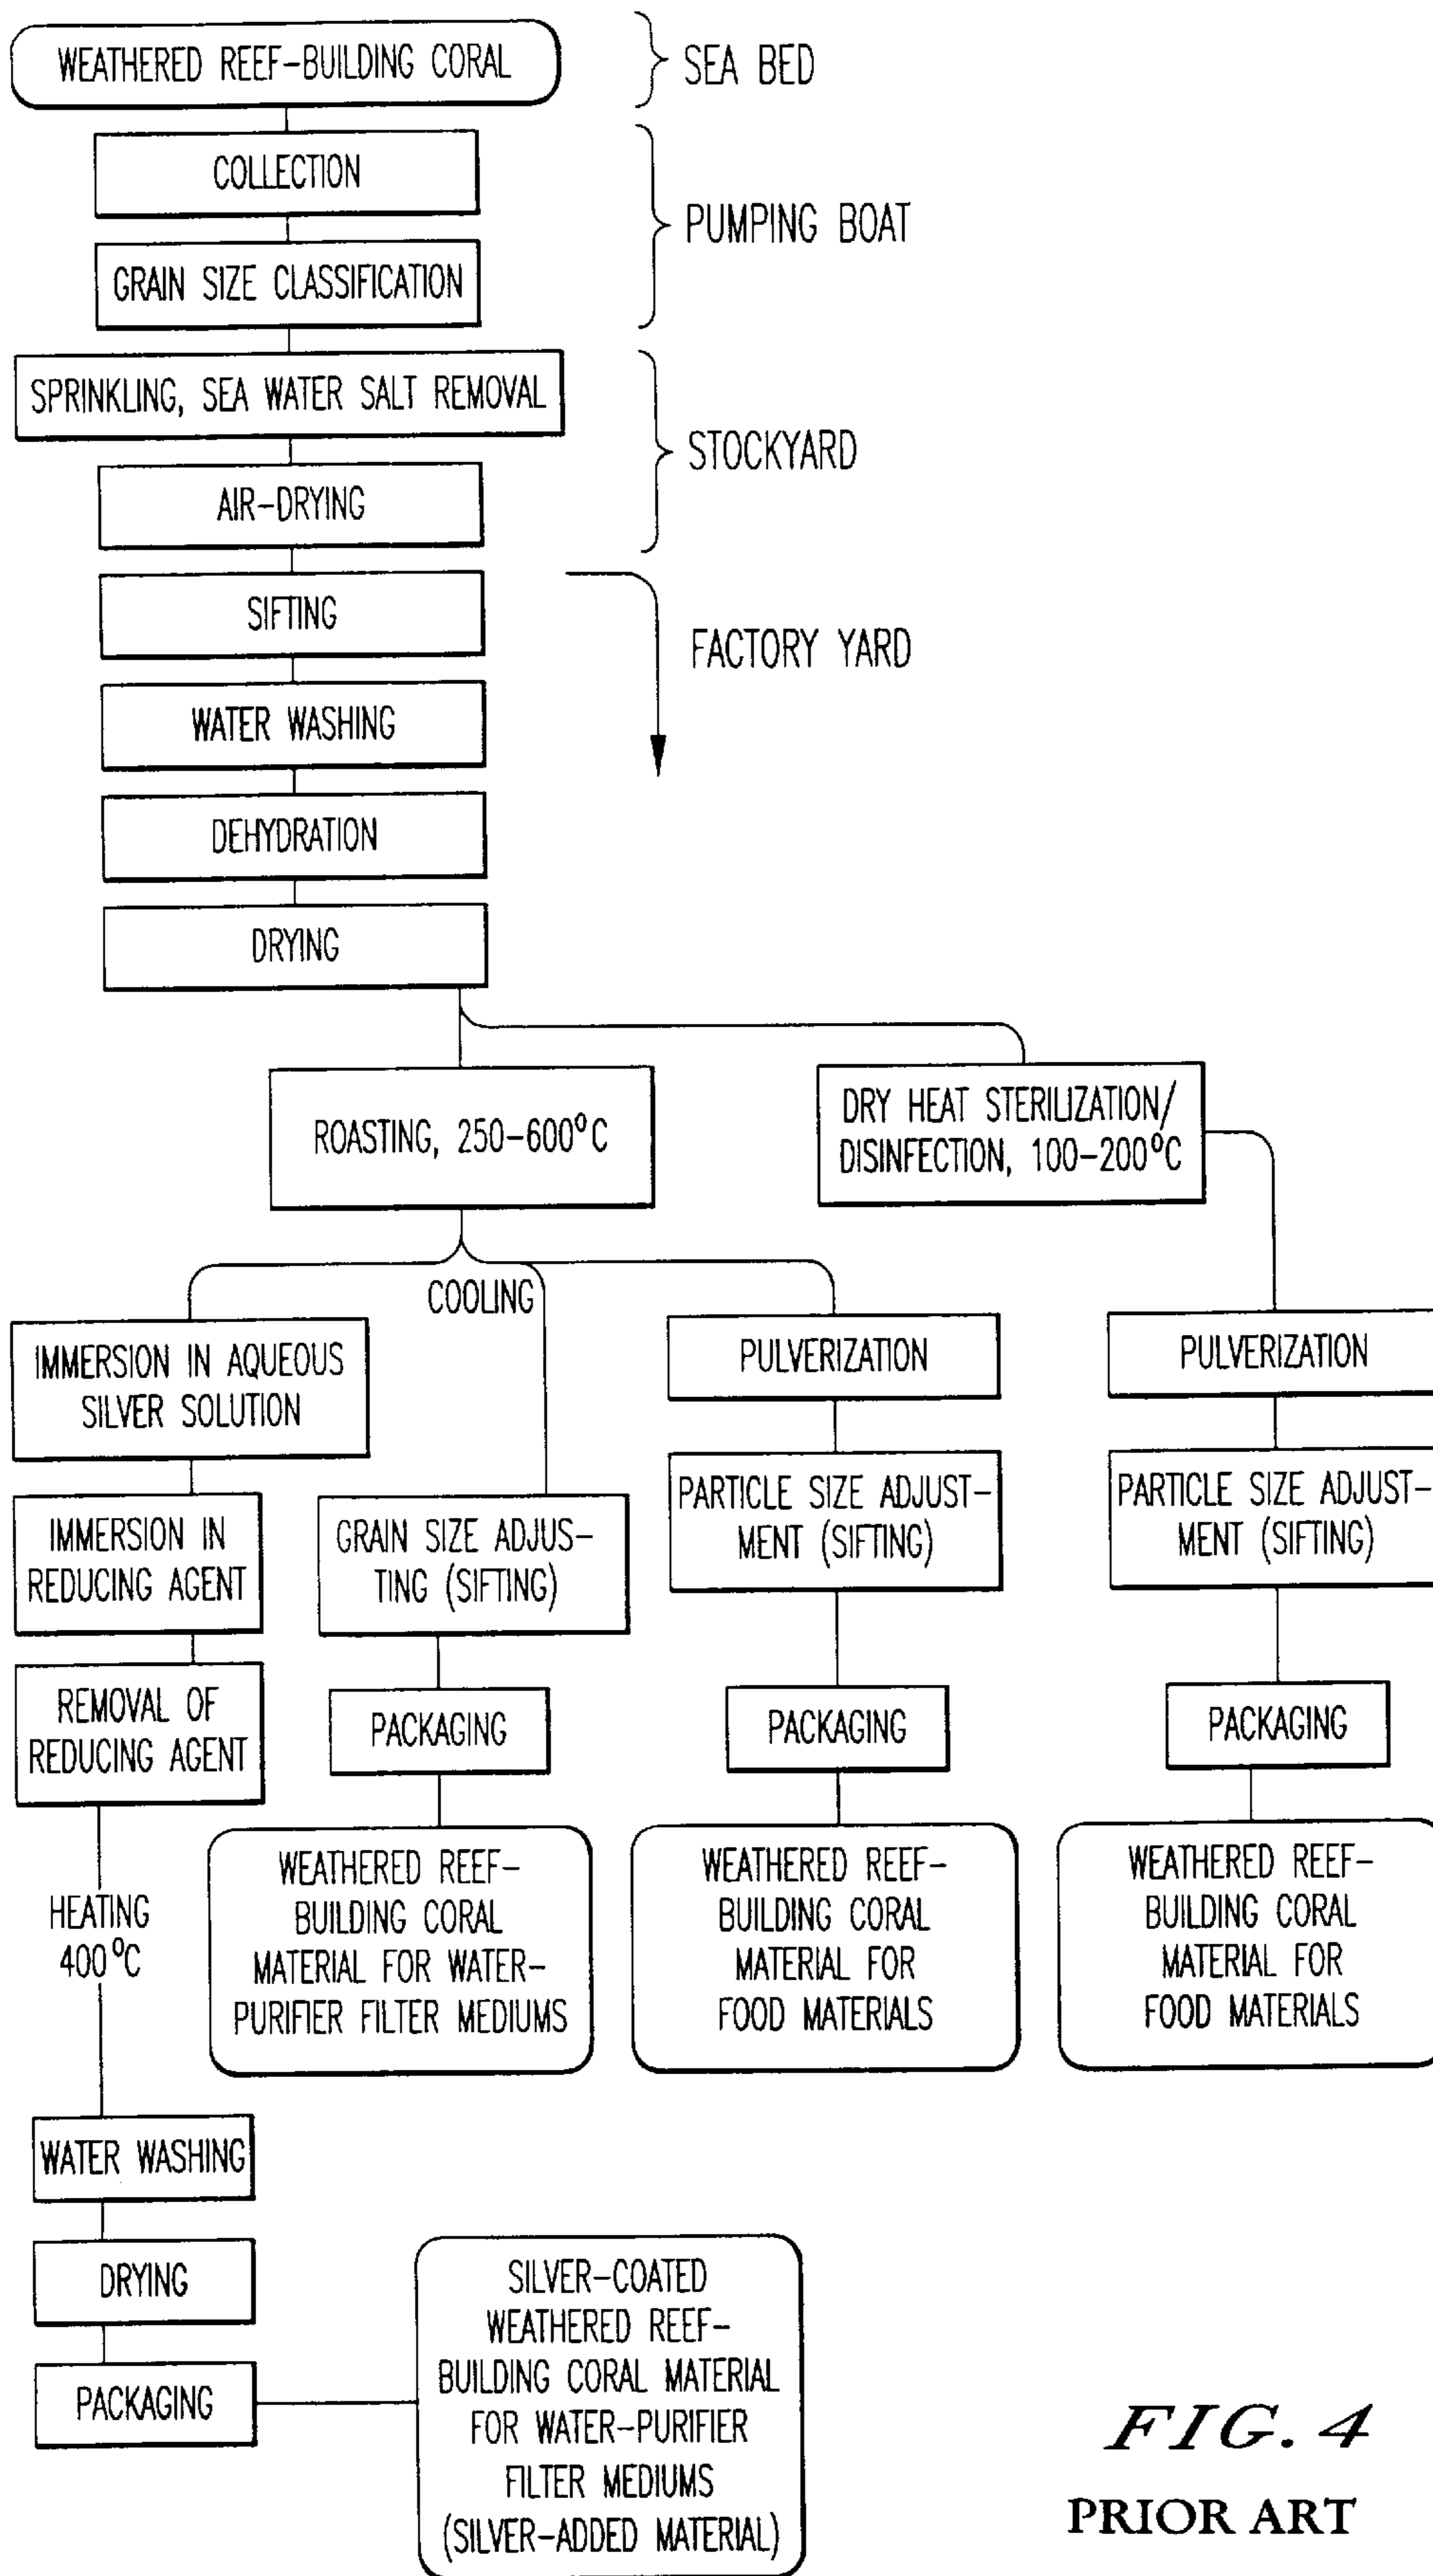 WEATHERED REEF-BUILDING CORAL
SEA BED
COLLECTION
PUMPING BOAT
GRAIN SIZE CLASSIFICATION
SPRINKLING, SEA WATER SALT REMOVAL
STOCKYARD
AIR-DRYING
SIFTING
FACTORY YARD
WATER WASHING
DEHYDRATION
DRYING
ROASTING, 250-600°C
DRY HEAT STERILIZATION/
DISINFECTION, 100-200°C
COOLING
IMMERSION IN AQUEOUS
SILVER SOLUTION
IMMERSION IN
REDUCING AGENT
REMOVAL OF
REDUCING AGENT
HEATING
400°C
WATER WASHING
DRYING
PACKAGING
SILVER-COATED
WEATHERED REEF-
BUILDING CORAL MATERIAL
FOR WATER-PURIFIER
FILTER MEDIUMS
(SILVER-ADDED MATERIAL)
GRAIN SIZE ADJUS-
TING (SIFTING)
PACKAGING
WEATHERED REEF-
BUILDING CORAL
MATERIAL FOR WATER-
PURIFIER FILTER MEDIUMS
PULVERIZATION
PARTICLE SIZE ADJUST-
MENT (SIFTING)
PACKAGING
WEATHERED REEF-
BUILDING CORAL
MATERIAL FOR
FOOD MATERIALS
PULVERIZATION
PARTICLE SIZE ADJUST-
MENT (SIFTING)
PACKAGING
WEATHERED REEF-
BUILDING CORAL
MATERIAL FOR
FOOD MATERIALS
FIG. 4
PRIOR ART